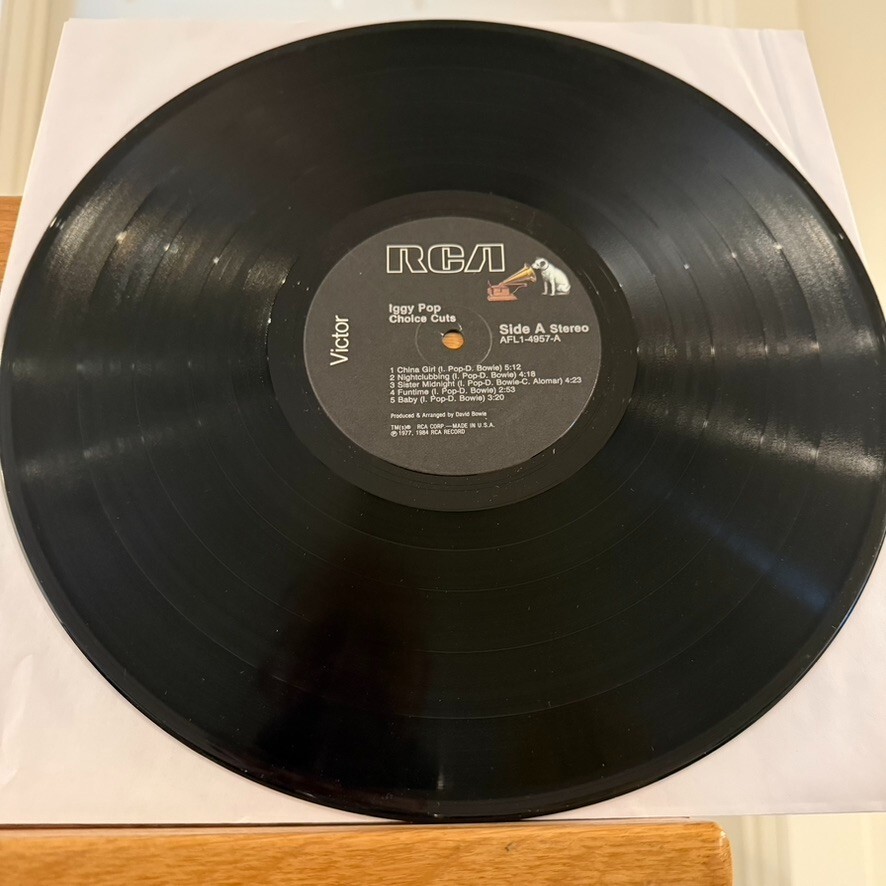 RCA
Victor
Iggy Pop
Choice Cuts
Side A Stereo
AFL1-4957-A
1 China Girl (I. Pop-D. Bowie) 5:12
2 Nightclubbing (I. Pop-D. Bowie) 4:18
3 Sister Midnight (I. Pop-D. Bowie-C. Alomar) 4:23
4 Funtime (I. Pop-D. Bowie) 2:53
5 Baby (I. Pop-D. Bowie) 3:20
Produced & Arranged by David Bowie
TM(s)® RCA CORP.—MADE IN U.S.A.
℗ 1977, 1984 RCA RECORD